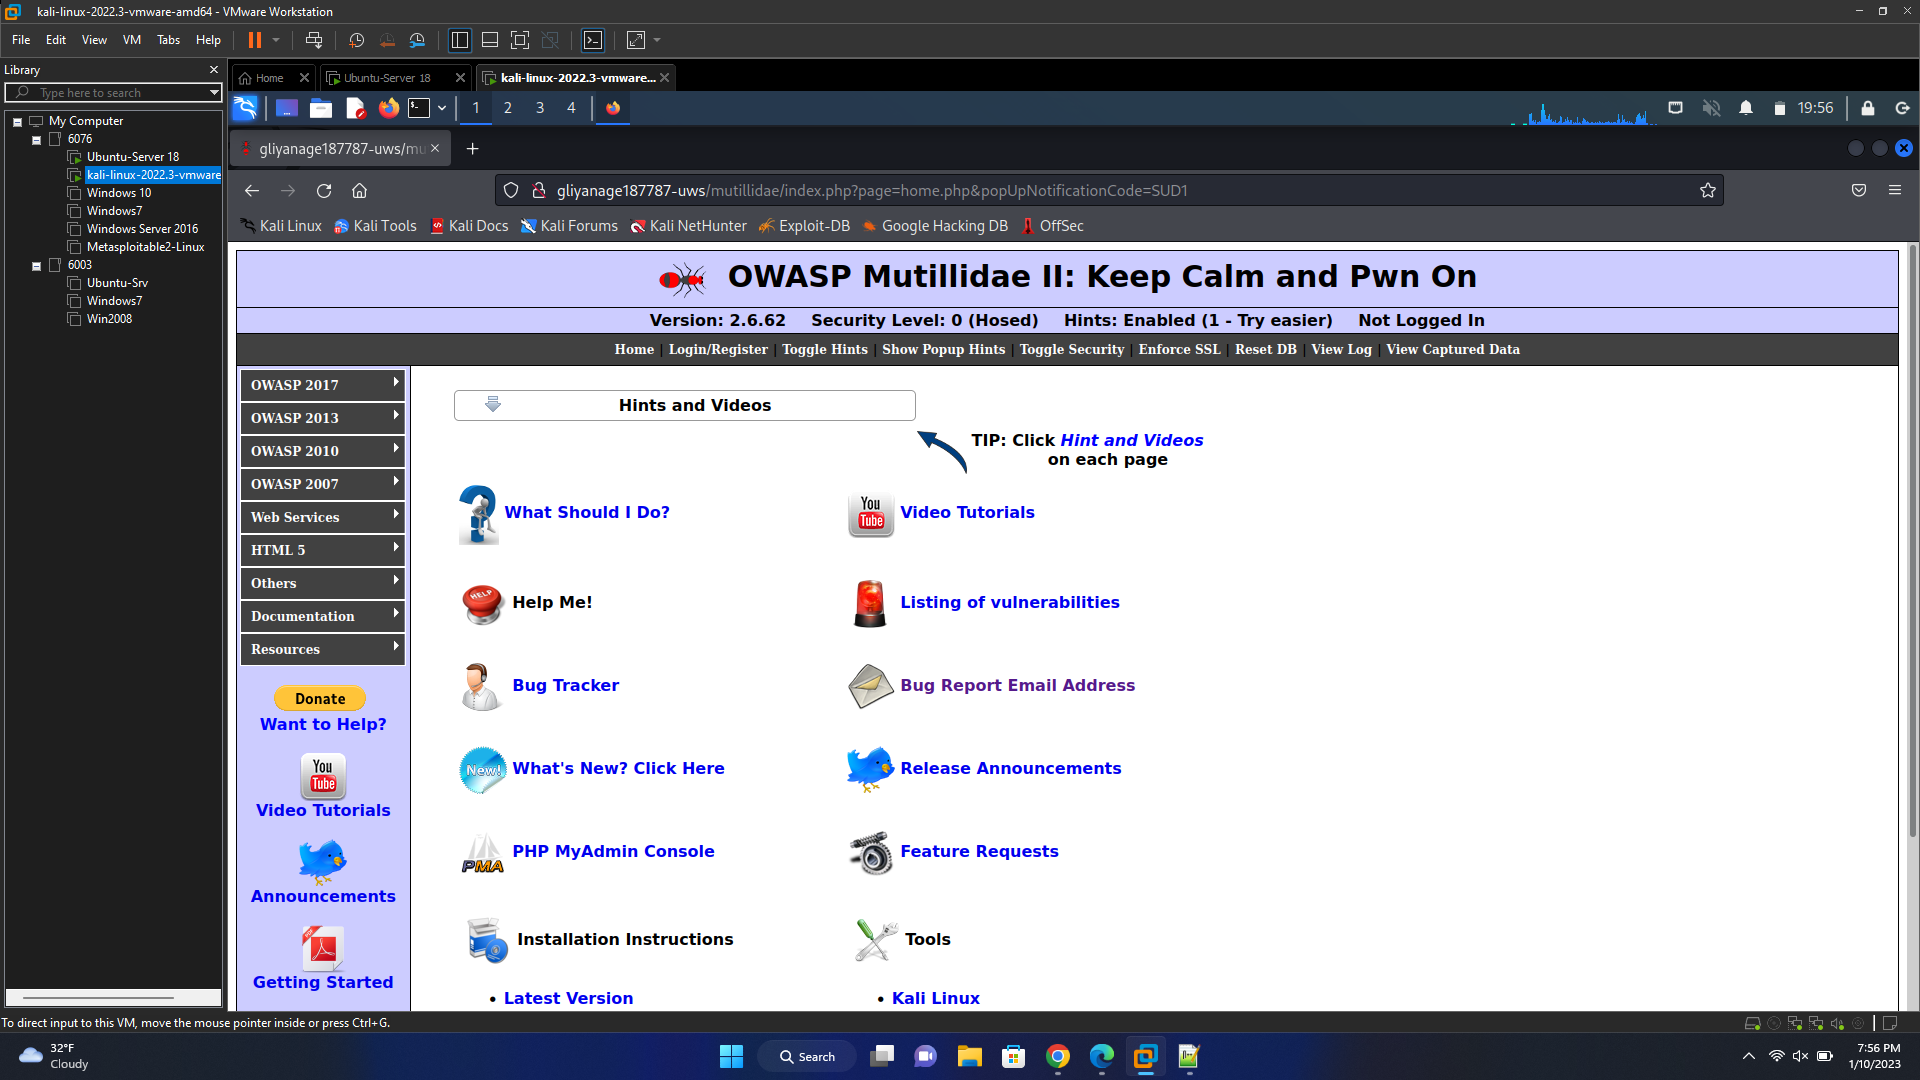 kali-linux-2022.3-vmware-amd64 - VMware Workstation
File Edit View VM Tabs Help
Library
Type here to search
My Computer
6076
Ubuntu-Server 18
kali-linux-2022.3-vmware
Windows 10
Windows7
Windows Server 2016
Metasploitable2-Linux
6003
Ubuntu-Srv
Windows7
Win2008
Home
Ubuntu-Server 18
kali-linux-2022.3-vmware...
1 2 3 4
19:56
gliyanage187787-uws/mu
gliyanage187787-uws/mutillidae/index.php?page=home.php&popUpNotificationCode=SUD1
Kali Linux Kali Tools Kali Docs Kali Forums Kali NetHunter Exploit-DB Google Hacking DB OffSec
OWASP Mutillidae II: Keep Calm and Pwn On
Version: 2.6.62 Security Level: 0 (Hosed) Hints: Enabled (1 - Try easier) Not Logged In
Home | Login/Register | Toggle Hints | Show Popup Hints | Toggle Security | Enforce SSL | Reset DB | View Log | View Captured Data
OWASP 2017
OWASP 2013
OWASP 2010
OWASP 2007
Web Services
HTML 5
Others
Documentation
Resources
Donate
Want to Help?
You Tube
Video Tutorials
Announcements
Getting Started
Hints and Videos
TIP: Click Hint and Videos
on each page
What Should I Do?
You Tube
Video Tutorials
HELP
Help Me!
Listing of vulnerabilities
Bug Tracker
Bug Report Email Address
New!
What's New? Click Here
Release Announcements
PMA
PHP MyAdmin Console
Feature Requests
Installation Instructions
Tools
• Latest Version
• Kali Linux
To direct input to this VM, move the mouse pointer inside or press Ctrl+G.
32°F
Cloudy
Search
7:56 PM
1/10/2023